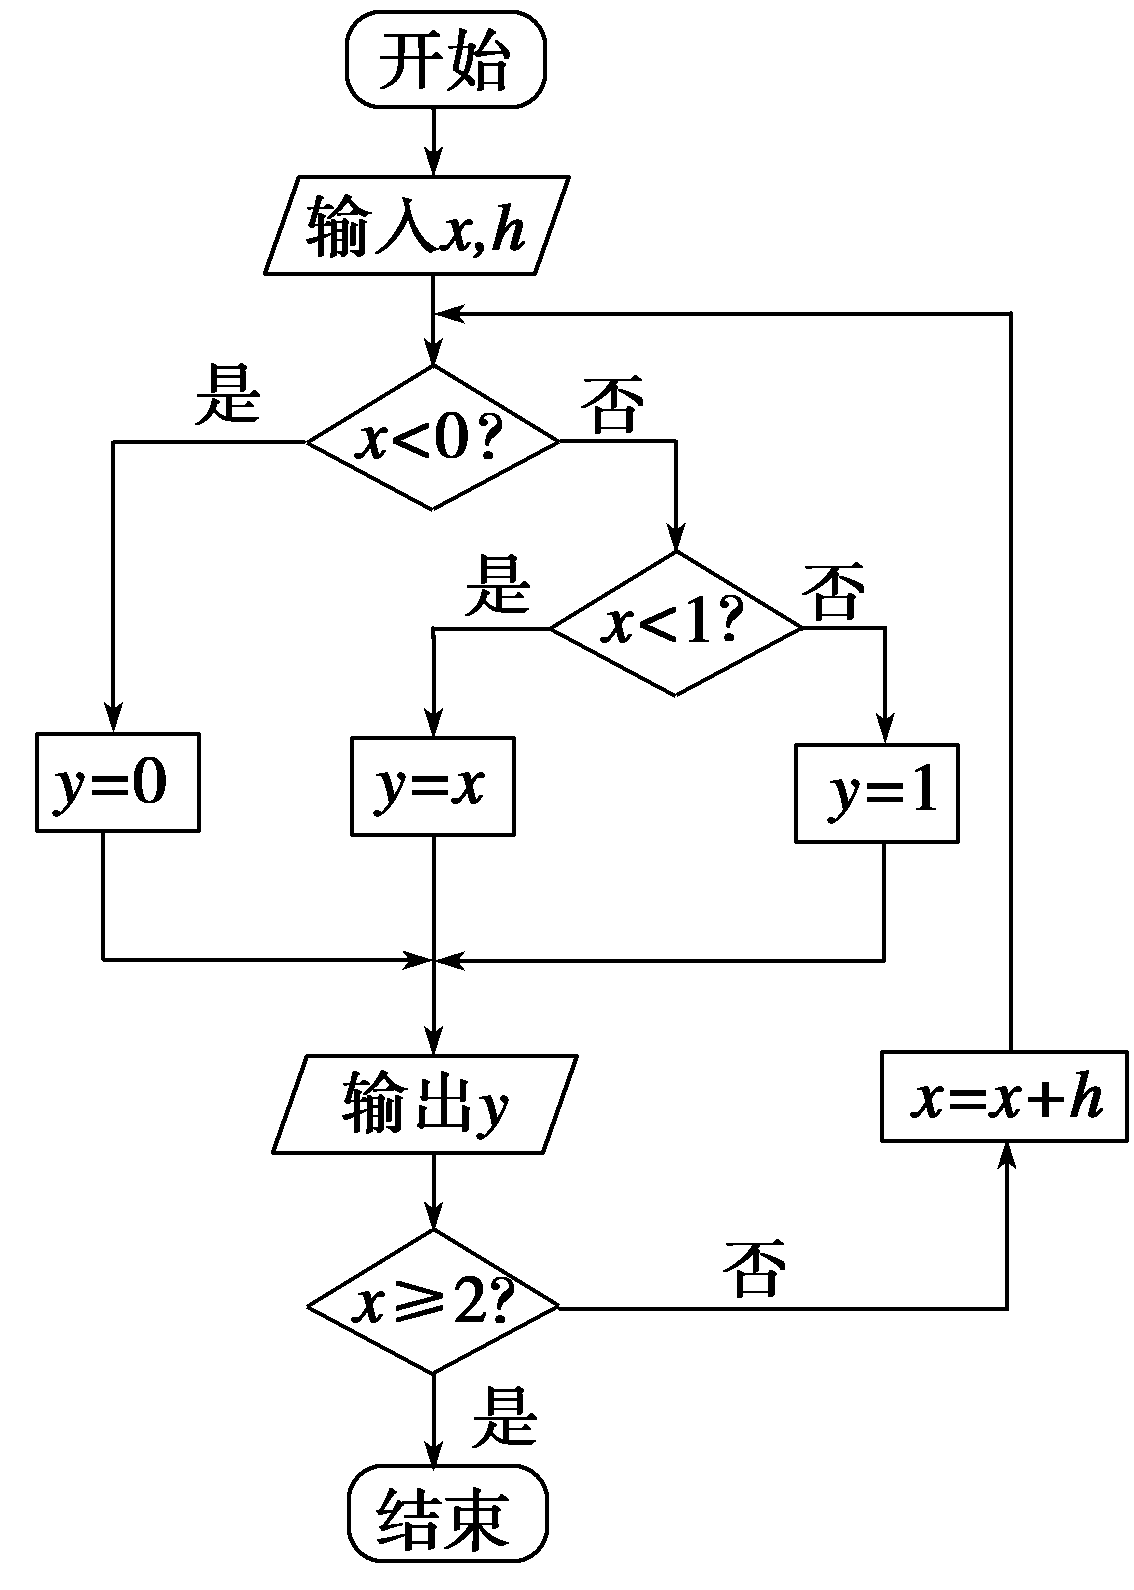 开始
输入x,h
x<0?
是
否
x<1?
是
否
y=0
y=x
y=1
输出y
x=x+h
x≥2?
否
是
结束